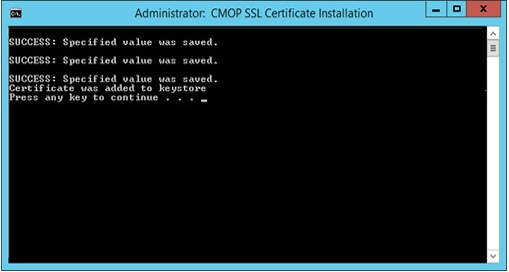 Administrator: CMOP SSL Certificate Installation
SUCCESS: Specified value was saved.
SUCCESS: Specified value was saved.
SUCCESS: Specified value was saved.
Certificate was added to keystore
Press any key to continue . . .